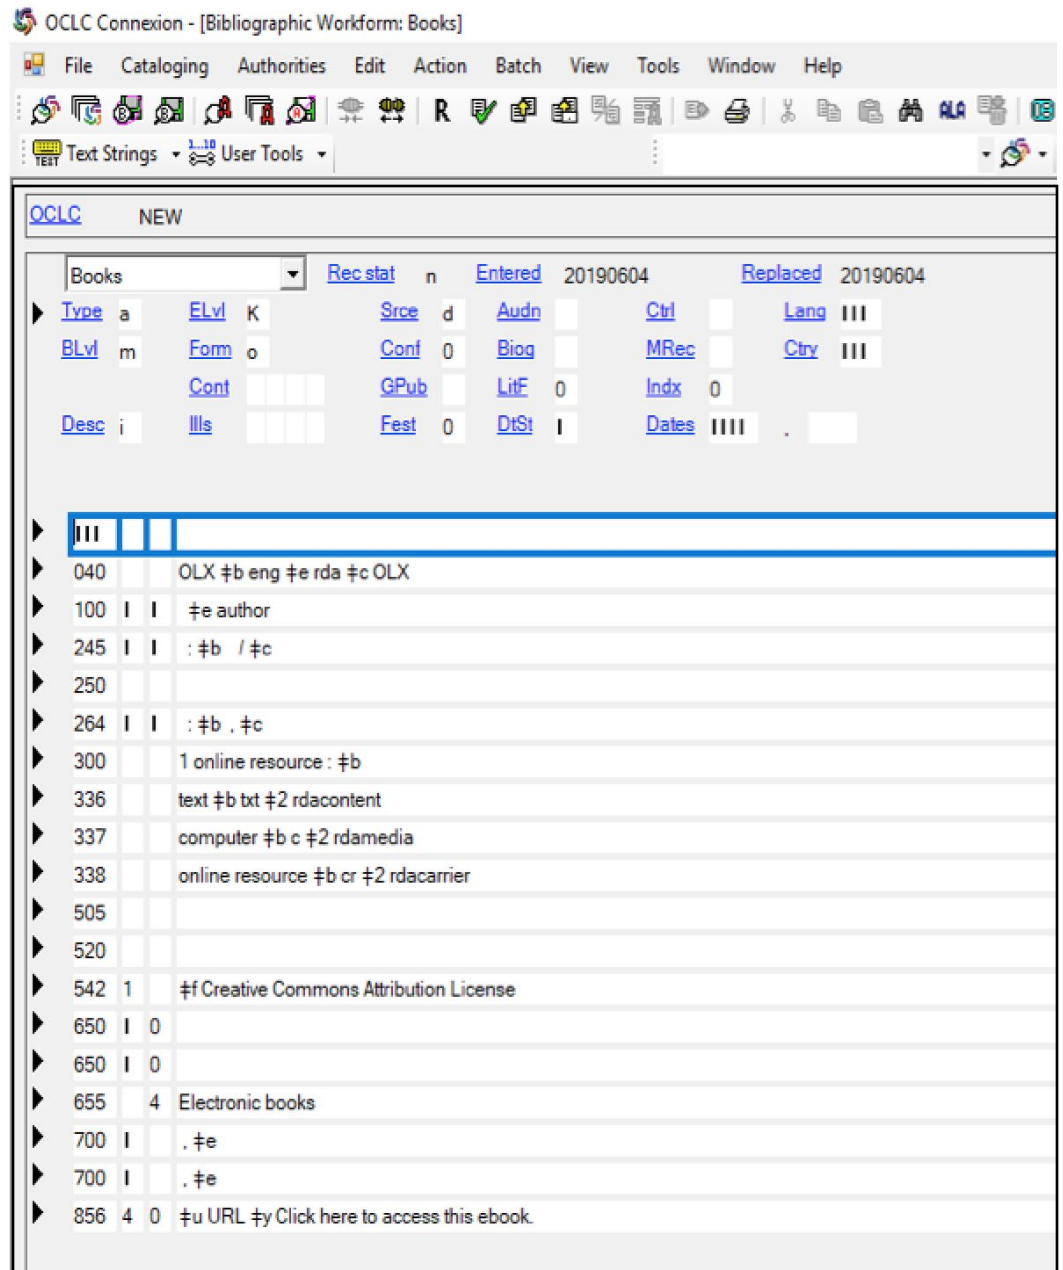 OCLC Connexion - [Bibliographic Workform: Books]
File Cataloging Authorities Edit Action Batch View Tools Window Help
R ALA
TEST Text Strings 1...10 User Tools
OCLC NEW
Books Rec stat n Entered 20190604 Replaced 20190604
Type a ELvl K Srce d Audn Ctrl Lang ▌▌▌
BLvl m Form o Conf 0 Biog MRec Ctry ▌▌▌
Cont GPub LitF 0 Indx 0
Desc i Ills Fest 0 DtSt ▌ Dates ▌▌▌▌ ,
▌▌▌
040 OLX ‡b eng ‡e rda ‡c OLX
100 ▌ ▌ ‡e author
245 ▌ ▌ : ‡b / ‡c
250
264 ▌ ▌ : ‡b , ‡c
300 1 online resource : ‡b
336 text ‡b txt ‡2 rdacontent
337 computer ‡b c ‡2 rdamedia
338 online resource ‡b cr ‡2 rdacarrier
505
520
542 1 ‡f Creative Commons Attribution License
650 ▌ 0
650 ▌ 0
655 4 Electronic books
700 ▌ , ‡e
700 ▌ , ‡e
856 4 0 ‡u URL ‡y Click here to access this ebook.